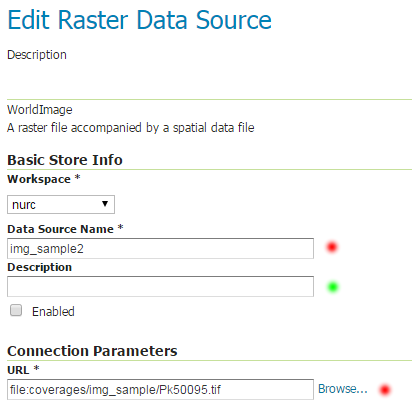 Edit Raster Data Source
Description
WorldImage
A raster file accompanied by a spatial data file
Basic Store Info
Workspace *
nurc
Data Source Name *
img_sample2
Description
Enabled
Connection Parameters
URL *
file:coverages/img_sample/Pk50095.tif Browse...